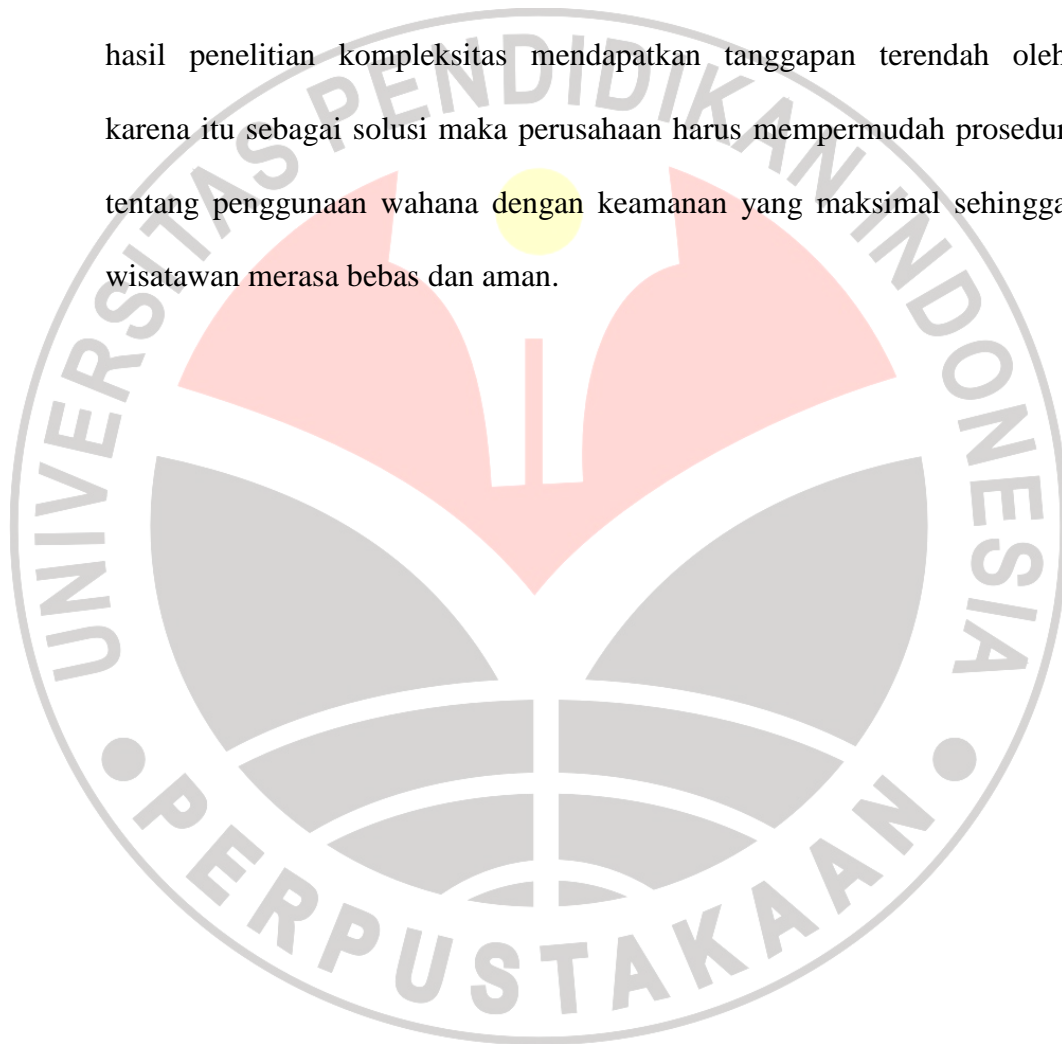 hasil penelitian kompleksitas mendapatkan tanggapan terendah oleh
karena itu sebagai solusi maka perusahaan harus mempermudah prosedur
tentang penggunaan wahana dengan keamanan yang maksimal sehingga
wisatawan merasa bebas dan aman.
UNIVERSITAS PENDIDIKAN INDONESIA
PERPUSTAKAAN